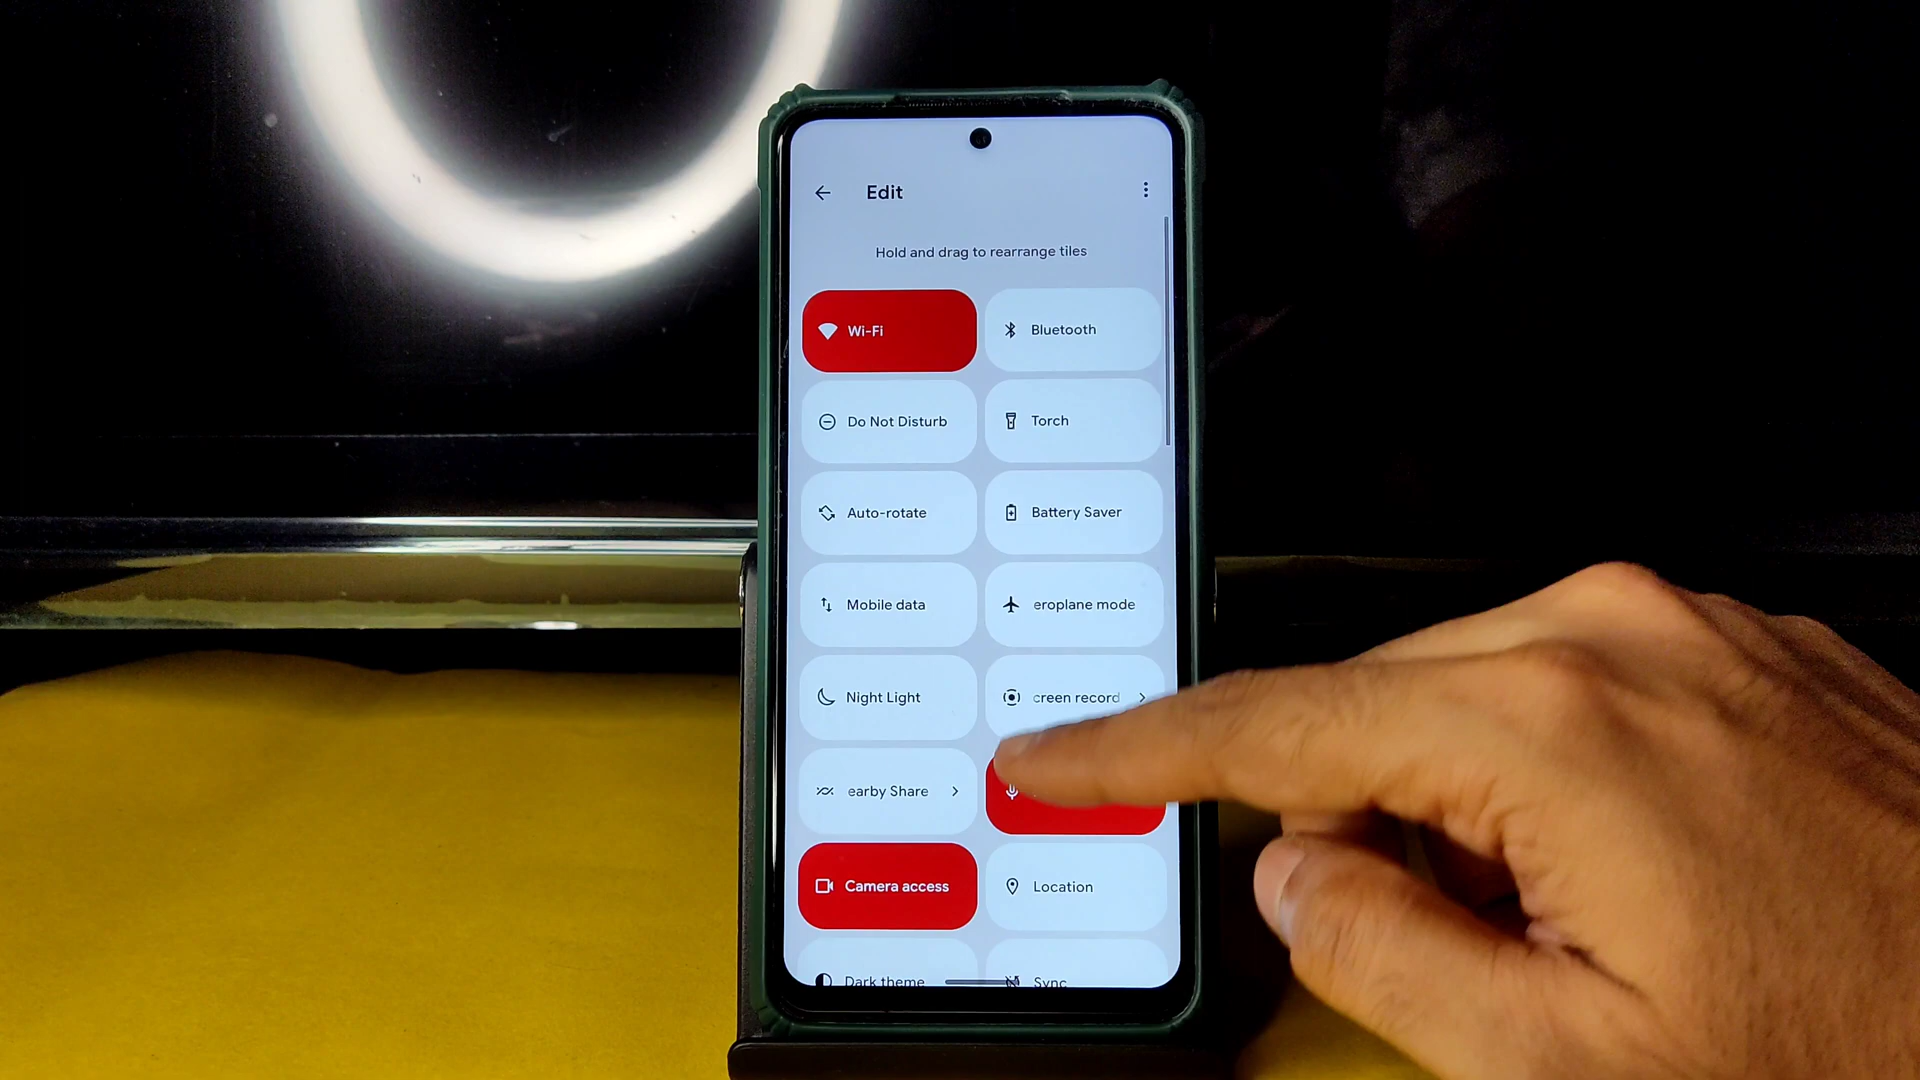 Edit
Hold and drag to rearrange tiles
Wi-Fi
Bluetooth
Do Not Disturb
Torch
Auto-rotate
Battery Saver
Mobile data
eroplane mode
Night Light
creen record
earby Share
Camera access
Location
Dark theme
Sync